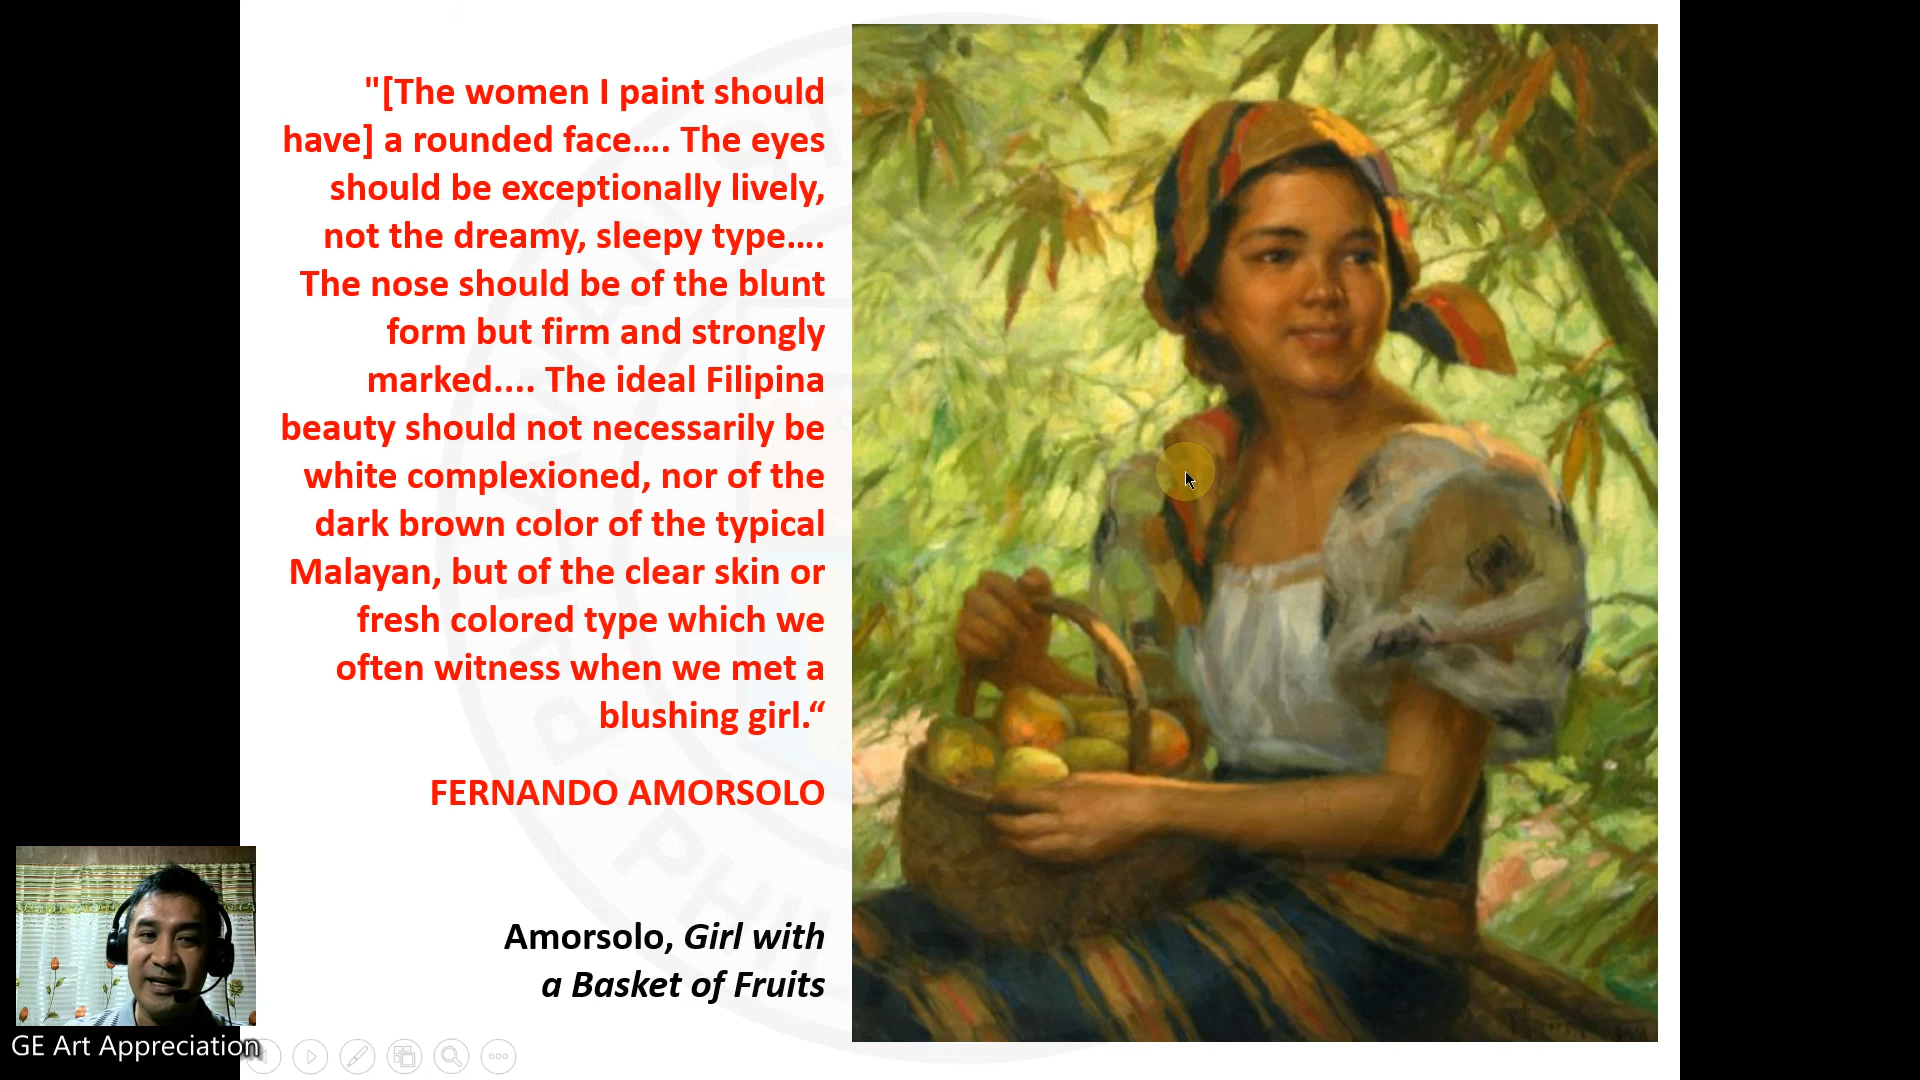 "[The women I paint should
have] a rounded face…. The eyes
should be exceptionally lively,
not the dreamy, sleepy type….
The nose should be of the blunt
form but firm and strongly
marked.... The ideal Filipina
beauty should not necessarily be
white complexioned, nor of the
dark brown color of the typical
Malayan, but of the clear skin or
fresh colored type which we
often witness when we met a
blushing girl.“
FERNANDO AMORSOLO
Amorsolo, Girl with
a Basket of Fruits
GE Art Appreciation